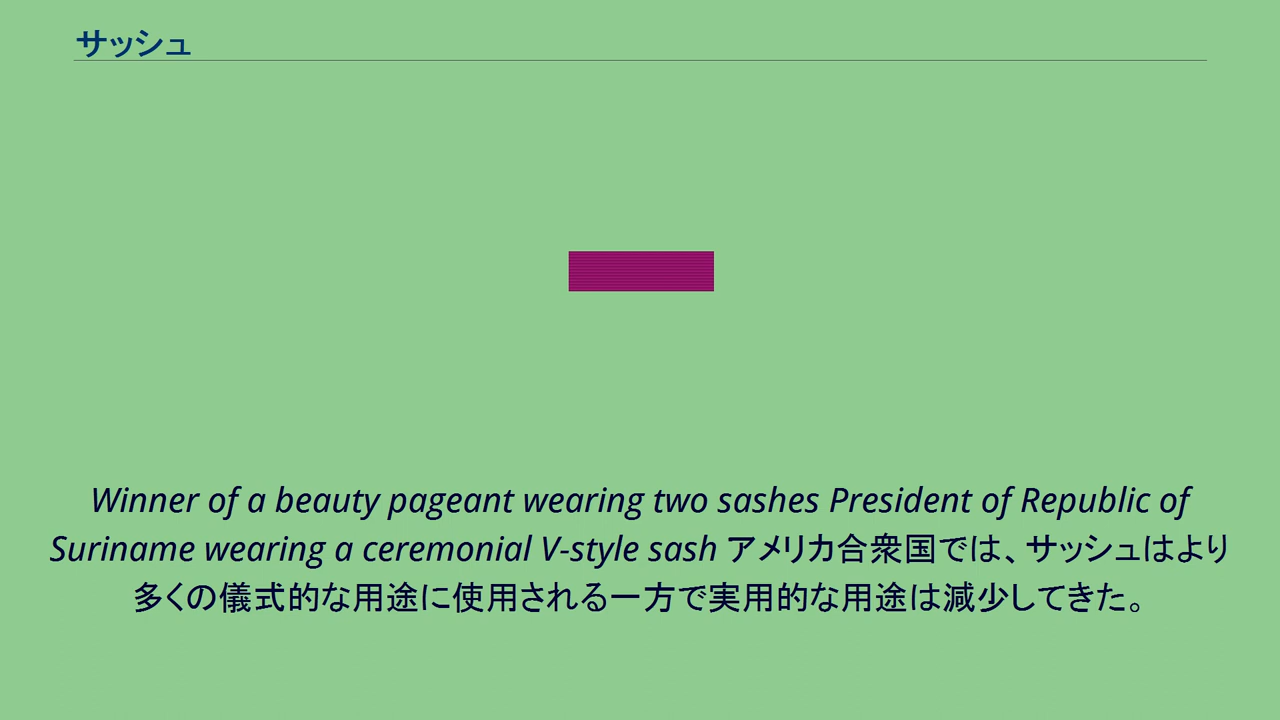 サッシュ
Winner of a beauty pageant wearing two sashes President of Republic of
Suriname wearing a ceremonial V-style sash アメリカ合衆国では、サッシュはより
多くの儀式的な用途に使用される一方で実用的な用途は減少してきた。